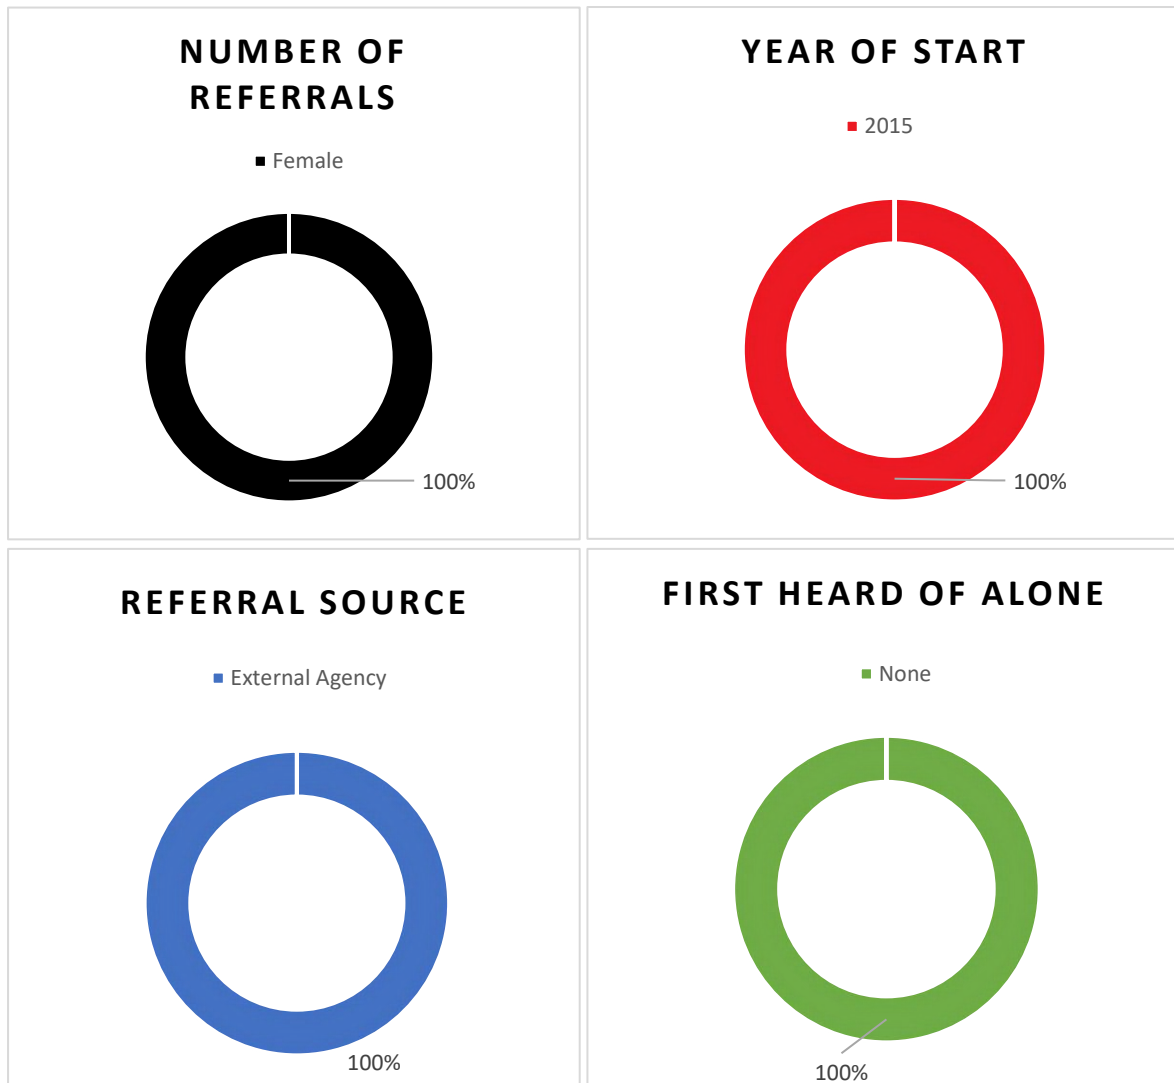 NUMBER OF
REFERRALS
Female
100%
YEAR OF START
2015
100%
REFERRAL SOURCE
External Agency
100%
FIRST HEARD OF ALONE
None
100%